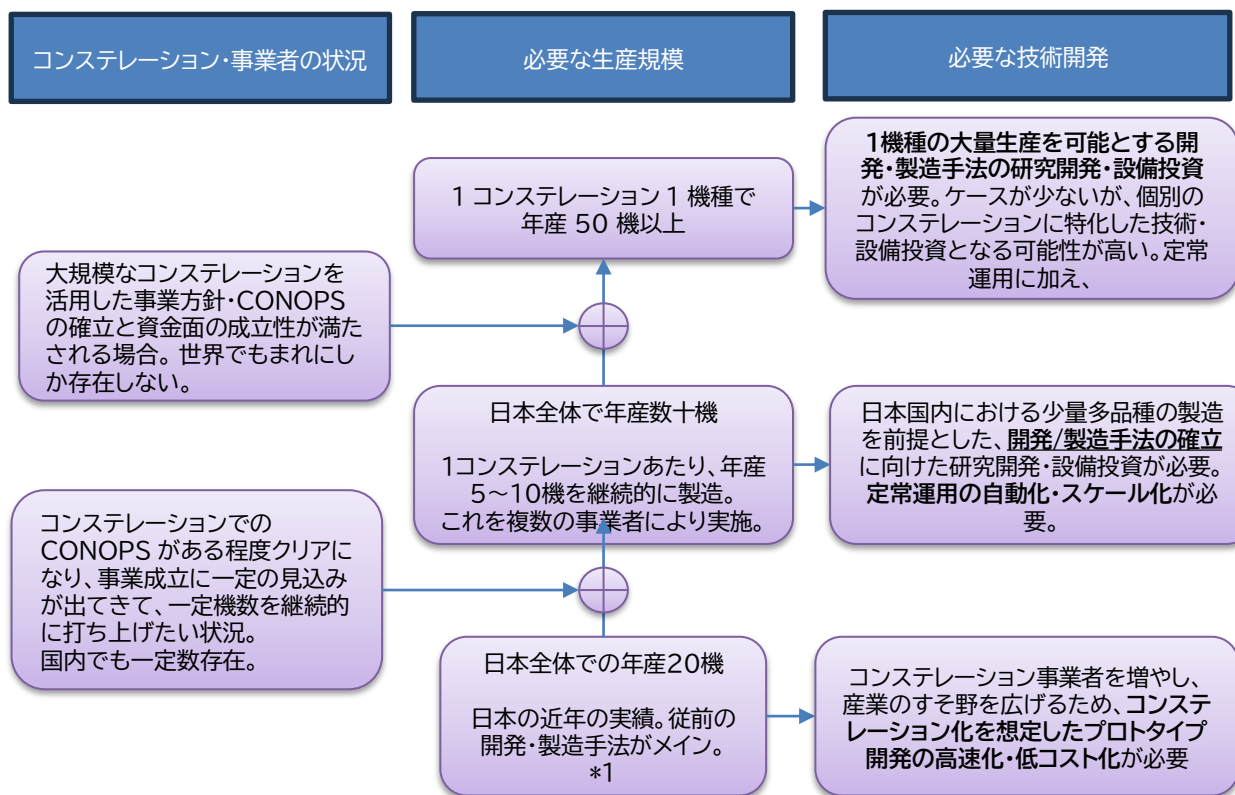 コンステレーション・事業者の状況
必要な生産規模
必要な技術開発
1 コンステレーション 1 機種で
年産 50 機以上
1機種の大量生産を可能とする開
発・製造手法の研究開発・設備投資
が必要。ケースが少ないが、個別の
コンステレーションに特化した技術・
設備投資となる可能性が高い。定常
運用に加え、
大規模なコンステレーションを
活用した事業方針・CONOPS
の確立と資金面の成立性が満た
される場合。世界でもまれにし
か存在しない。
日本全体で年産数十機
1コンステレーションあたり、年産
5～10機を継続的に製造。
これを複数の事業者により実施。
日本国内における少量多品種の製造
を前提とした、開発/製造手法の確立
に向けた研究開発・設備投資が必要。
定常運用の自動化・スケール化が必
要。
コンステレーションでの
CONOPS がある程度クリアに
なり、事業成立に一定の見込み
が出てきて、一定機数を継続的
に打ち上げたい状況。
国内でも一定数存在。
日本全体での年産20機
日本の近年の実績。従前の
開発・製造手法がメイン。
*1
コンステレーション事業者を増やし、
産業のすそ野を広げるため、コンス
テレーション化を想定したプロトタイプ
開発の高速化・低コスト化が必要